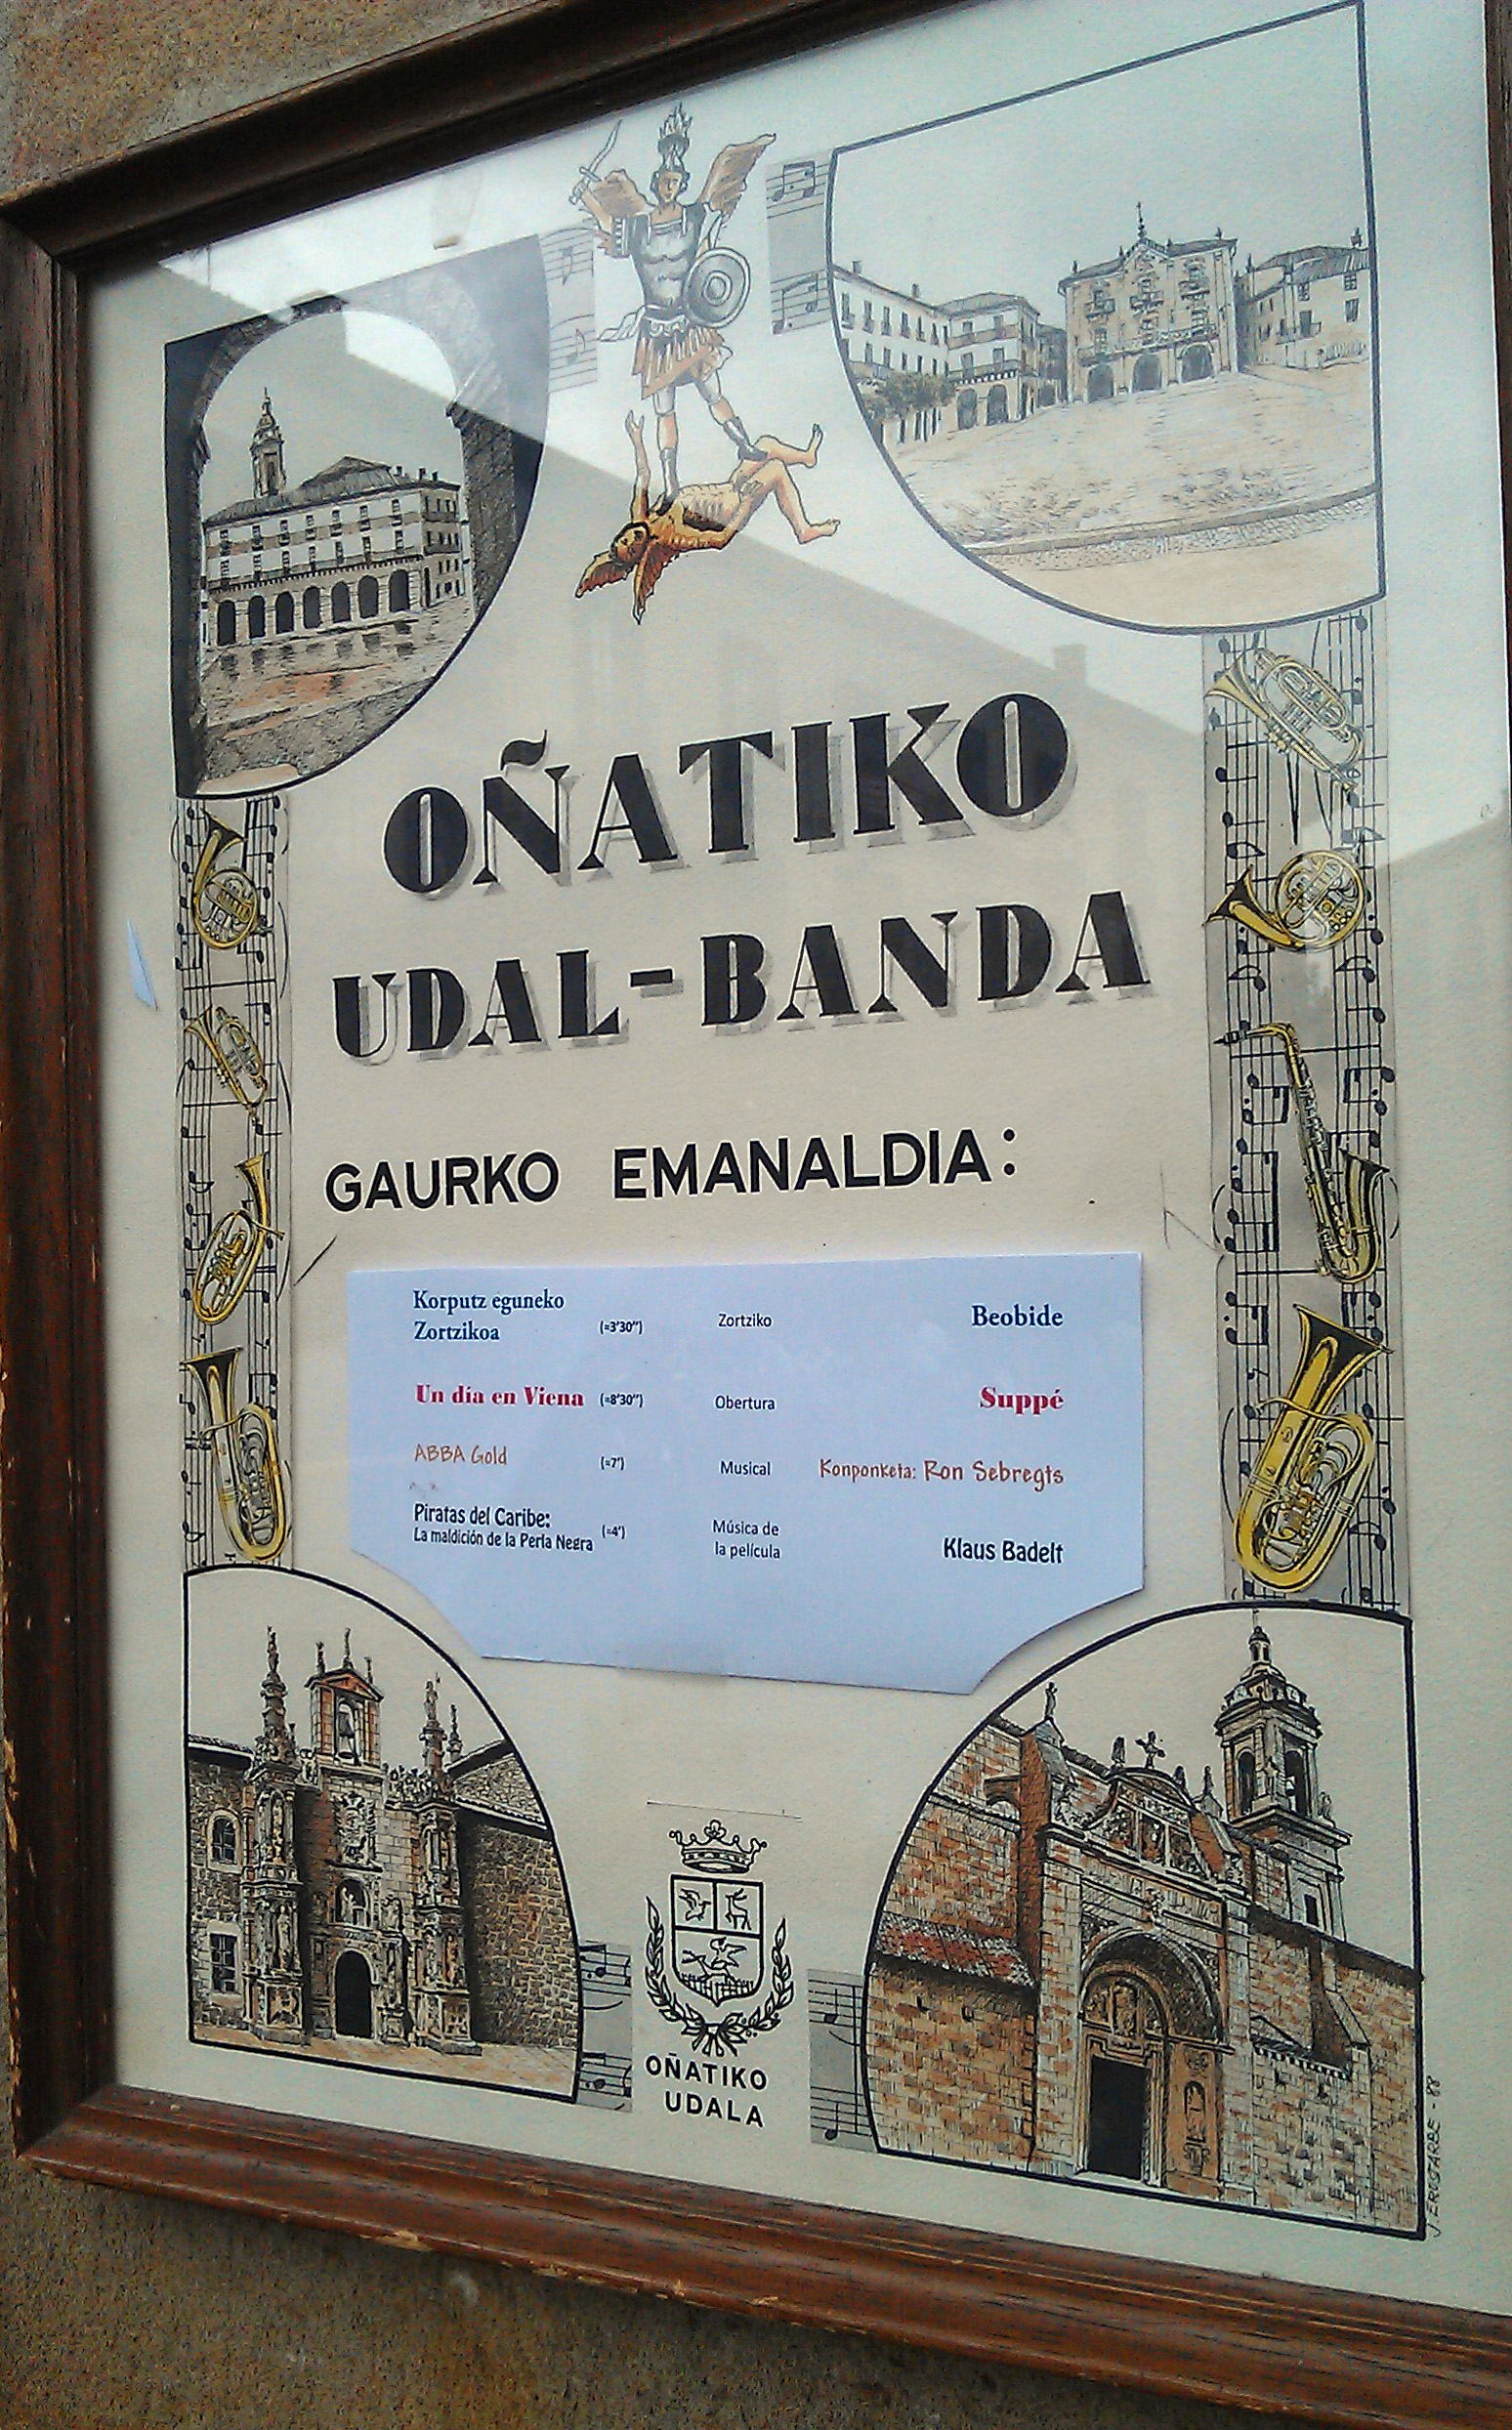 OÑATIKO
UDAL-BANDA
GAURKO EMANALDIA:
Korputz eguneko
Zortzikoa (≈3'30") Zortziko Beobide
Un día en Viena (≈8'30") Obertura Suppé
ABBA Gold (≈7') Musical Konponketa: Ron Sebregts
Piratas del Caribe:
La maldición de la Perla Negra (≈4') Música de
la película Klaus Badelt
OÑATIKO
UDALA